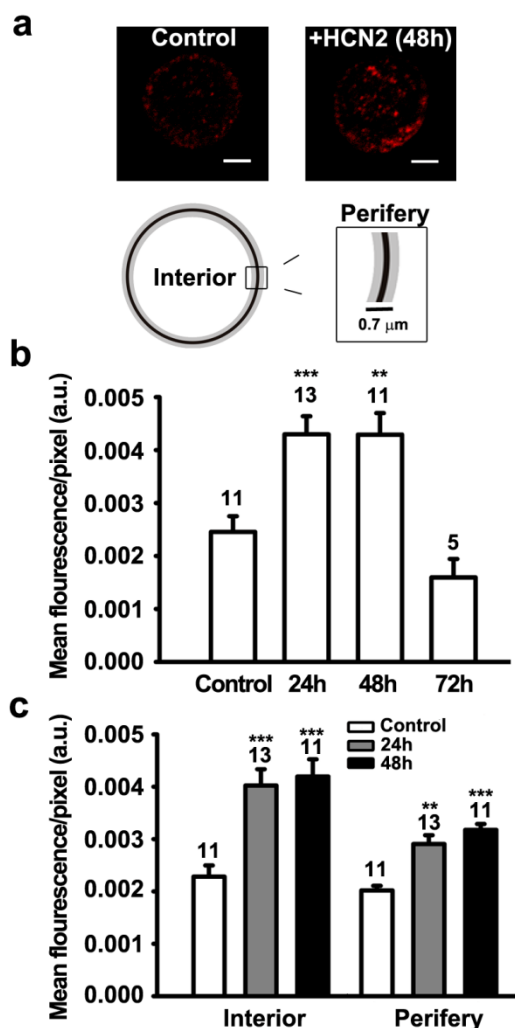 a
Control
+HCN2 (48h)
Interior
Perifery
0.7 µm
b
Mean flourescence/pixel (a.u.)
0.005
0.004
0.003
0.002
0.001
0.000
11
***
13
**
11
5
Control
24h
48h
72h
c
Mean flourescence/pixel (a.u.)
0.005
0.004
0.003
0.002
0.001
0.000
Control
24h
48h
11
***
13
***
11
11
**
13
***
11
Interior
Perifery